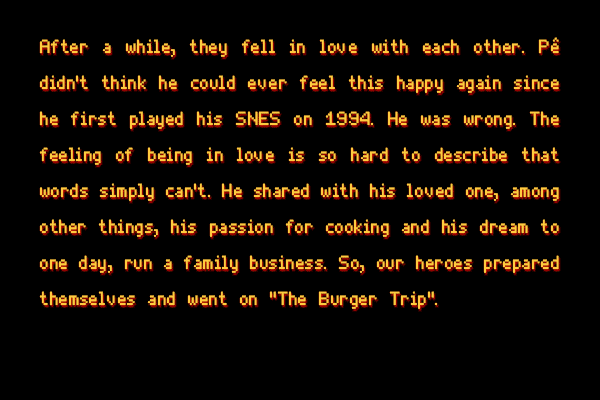 After a while, they fell in love with each other. Pê
didn't think he could ever feel this happy again since
he first played his SNES on 1994. He was wrong. The
feeling of being in love is so hard to describe that
words simply can't. He shared with his loved one, among
other things, his passion for cooking and his dream to
one day, run a family business. So, our heroes prepared
themselves and went on "The Burger Trip".